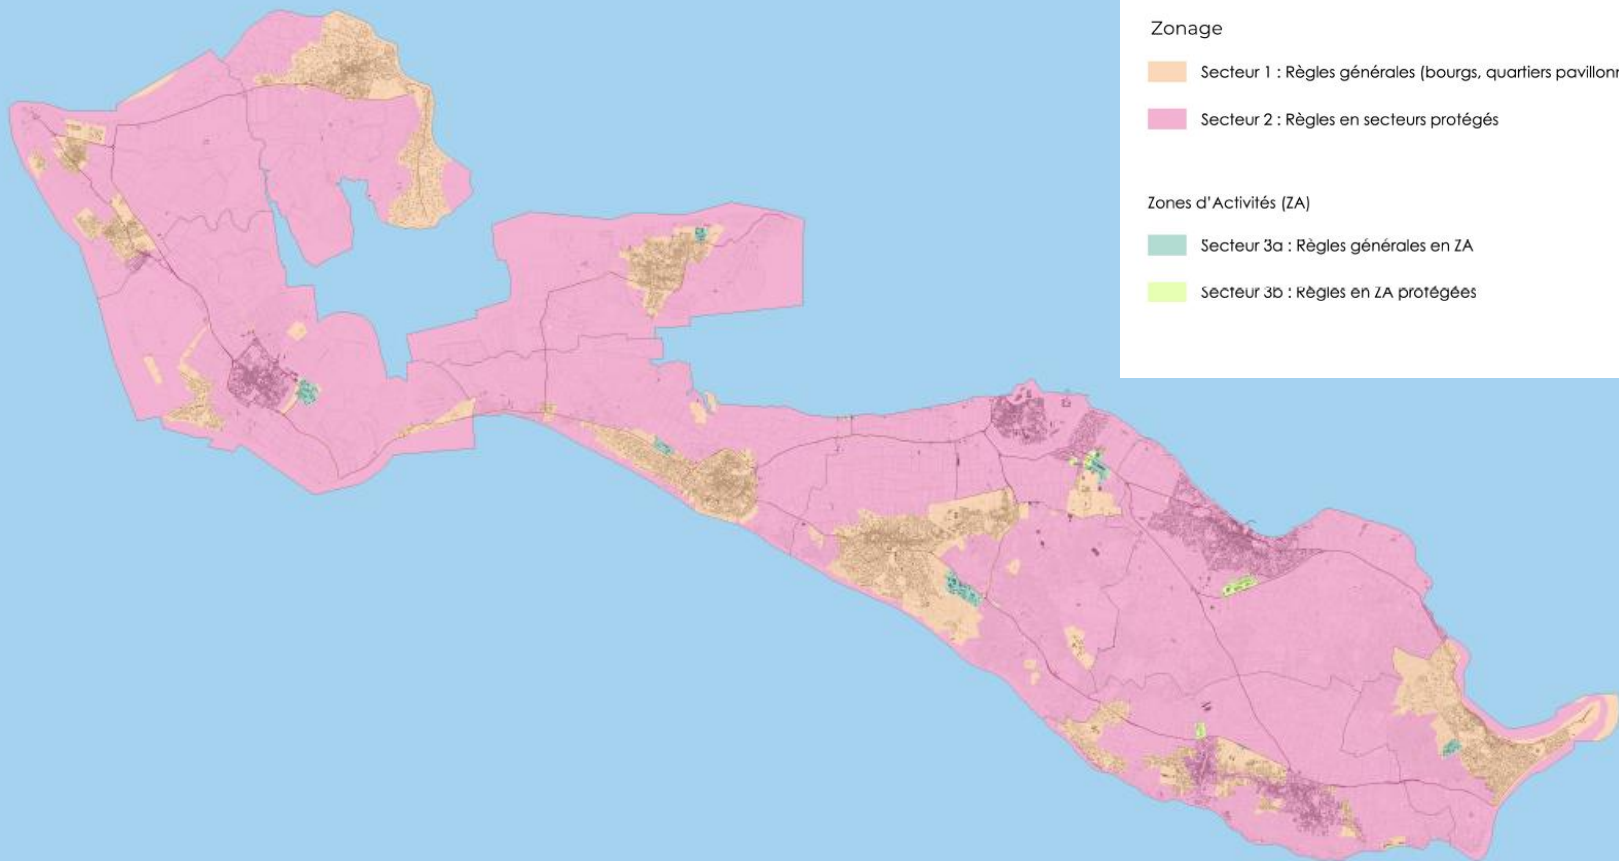 Zonage
Secteur 1 : Règles générales (bourgs, quartiers pavillonn
Secteur 2 : Règles en secteurs protégés
Zones d'Activités (ZA)
Secteur 3a : Règles générales en ZA
Secteur 3b : Règles en ZA protégées